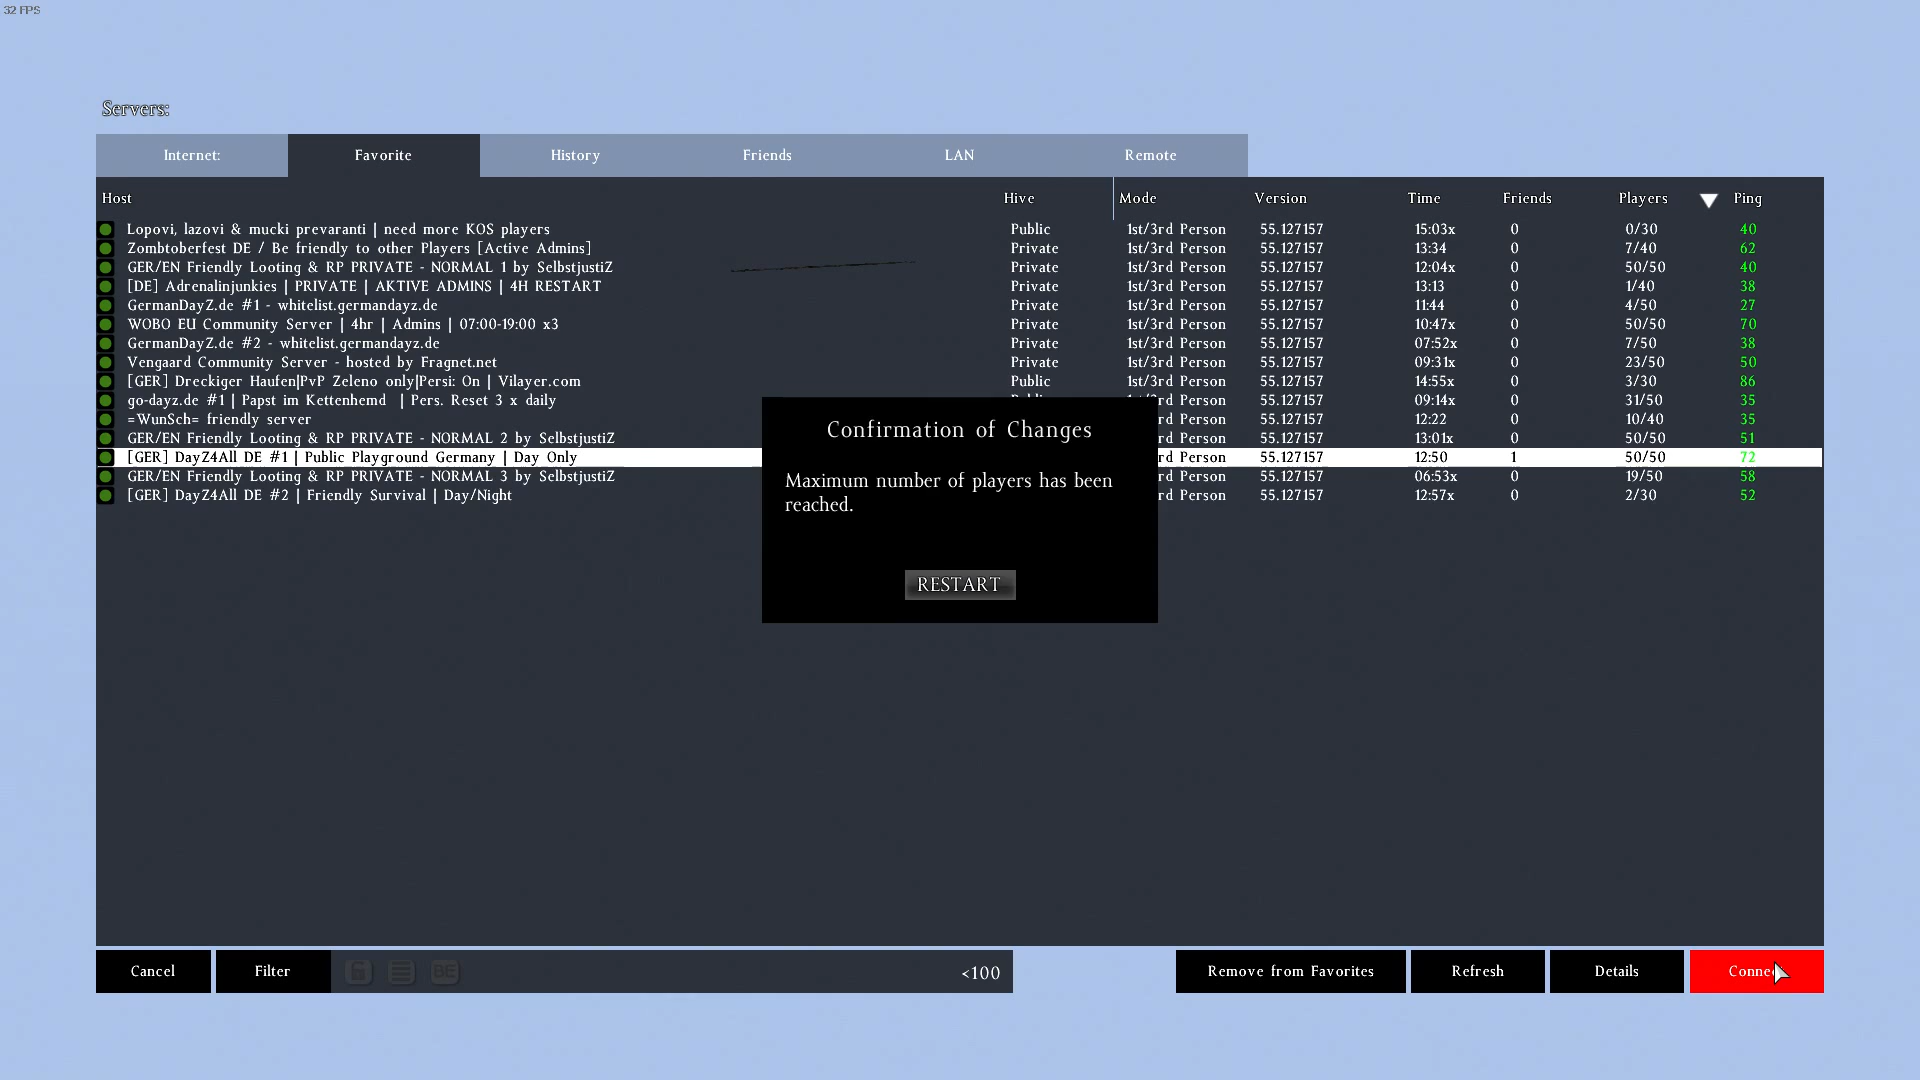 32 FPS
Servers:
Internet: Favorite History Friends LAN Remote
Host Hive Mode Version Time Friends Players Ping
Lopovi, lazovi & mucki prevaranti | need more KOS players Public 1st/3rd Person 55.127157 15:03x 0 0/30 40
Zombtoberfest DE / Be friendly to other Players [Active Admins] Private 1st/3rd Person 55.127157 13:34 0 7/40 62
GER/EN Friendly Looting & RP PRIVATE - NORMAL 1 by SelbstjustiZ Private 1st/3rd Person 55.127157 12:04x 0 50/50 40
[DE] Adrenalinjunkies | PRIVATE | AKTIVE ADMINS | 4H RESTART Private 1st/3rd Person 55.127157 13:13 0 1/40 38
GermanDayZ.de #1 - whitelist.germandayz.de Private 1st/3rd Person 55.127157 11:44 0 4/50 27
WOBO EU Community Server | 4hr | Admins | 07:00-19:00 x3 Private 1st/3rd Person 55.127157 10:47x 0 50/50 70
GermanDayZ.de #2 - whitelist.germandayz.de Private 1st/3rd Person 55.127157 07:52x 0 7/50 38
Vengaard Community Server - hosted by Fragnet.net Private 1st/3rd Person 55.127157 09:31x 0 23/50 50
[GER] Dreckiger Haufen|PvP Zeleno only|Persi: On | Vilayer.com Public 1st/3rd Person 55.127157 14:55x 0 3/30 86
go-dayz.de #1 | Papst im Kettenhemd | Pers. Reset 3 x daily 55.127157 09:14x 0 31/50 35
=WunSch= friendly server rd Person 55.127157 12:22 0 10/40 35
GER/EN Friendly Looting & RP PRIVATE - NORMAL 2 by SelbstjustiZ rd Person 55.127157 13:01x 0 50/50 51
[GER] DayZ4All DE #1 | Public Playground Germany | Day Only rd Person 55.127157 12:50 1 50/50 72
GER/EN Friendly Looting & RP PRIVATE - NORMAL 3 by SelbstjustiZ rd Person 55.127157 06:53x 0 19/50 58
[GER] DayZ4All DE #2 | Friendly Survival | Day/Night rd Person 55.127157 12:57x 0 2/30 52
Confirmation of Changes
Maximum number of players has been
reached.
RESTART
Cancel Filter BE <100 Remove from Favorites Refresh Details